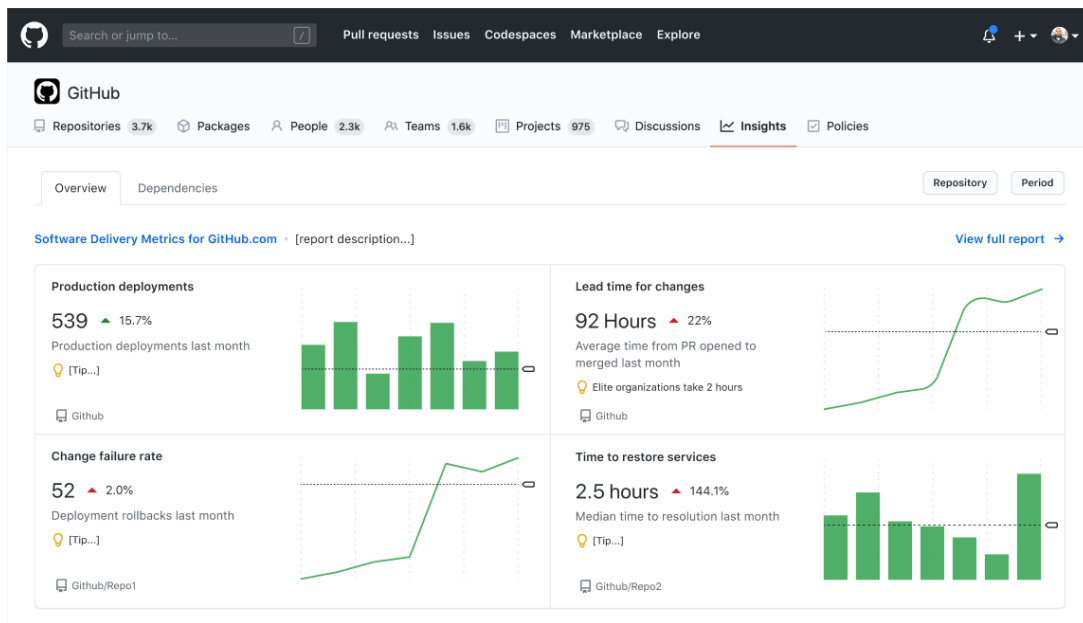 Search or jump to... /
Pull requests Issues Codespaces Marketplace Explore
GitHub
Repositories 3.7k Packages People 2.3k Teams 1.6k Projects 975 Discussions Insights Policies
Overview Dependencies Repository Period
Software Delivery Metrics for GitHub.com • [report description...] View full report →
Production deployments
539 ▲ 15.7%
Production deployments last month
[Tip...]
Github
Lead time for changes
92 Hours ▲ 22%
Average time from PR opened to
merged last month
Elite organizations take 2 hours
Github
Change failure rate
52 ▲ 2.0%
Deployment rollbacks last month
[Tip...]
Github/Repo1
Time to restore services
2.5 hours ▲ 144.1%
Median time to resolution last month
[Tip...]
Github/Repo2